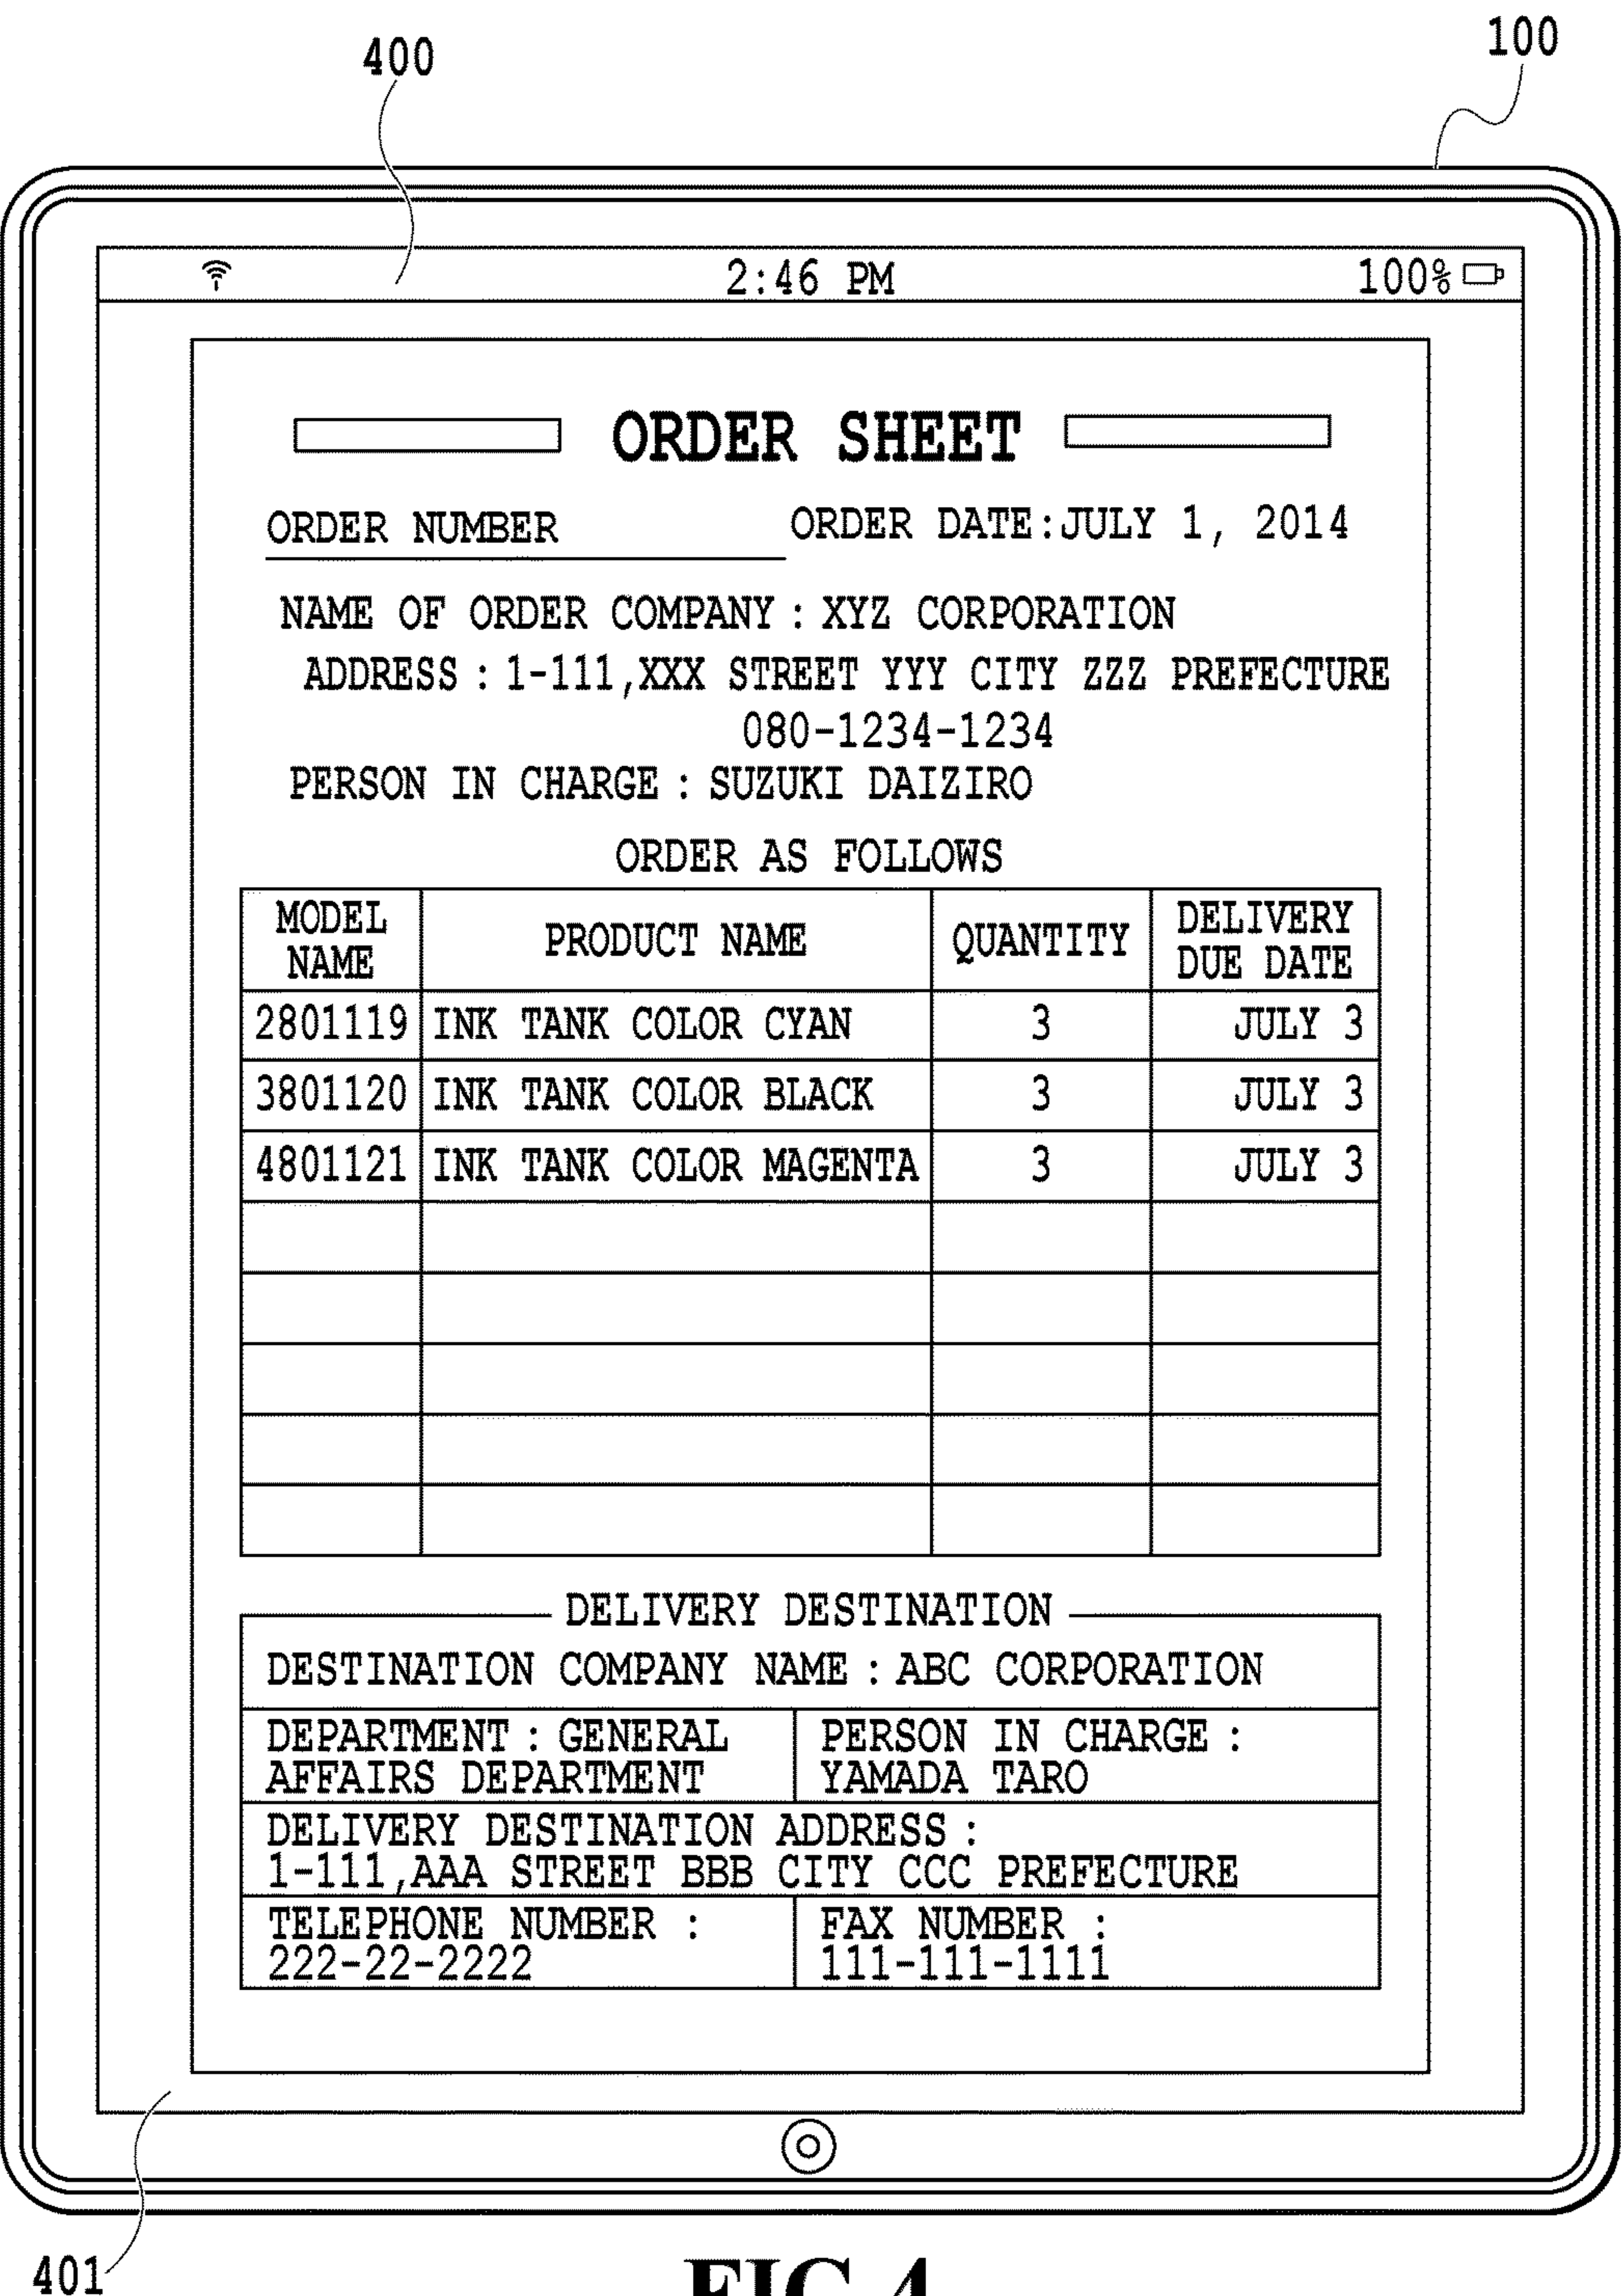 400
100
2:46 PM
100%
ORDER SHEET
ORDER NUMBER
ORDER DATE:JULY 1, 2014
NAME OF ORDER COMPANY : XYZ CORPORATION
ADDRESS : 1-111,XXX STREET YYY CITY ZZZ PREFECTURE
080-1234-1234
PERSON IN CHARGE : SUZUKI DAIZIRO
ORDER AS FOLLOWS
MODEL
NAME
PRODUCT NAME
QUANTITY
DELIVERY
DUE DATE
2801119 INK TANK COLOR CYAN 3 JULY 3
3801120 INK TANK COLOR BLACK 3 JULY 3
4801121 INK TANK COLOR MAGENTA 3 JULY 3
DELIVERY DESTINATION
DESTINATION COMPANY NAME : ABC CORPORATION
DEPARTMENT : GENERAL
AFFAIRS DEPARTMENT
PERSON IN CHARGE :
YAMADA TARO
DELIVERY DESTINATION ADDRESS :
1-111,AAA STREET BBB CITY CCC PREFECTURE
TELEPHONE NUMBER :
222-22-2222
FAX NUMBER :
111-111-1111
401
FIG.4